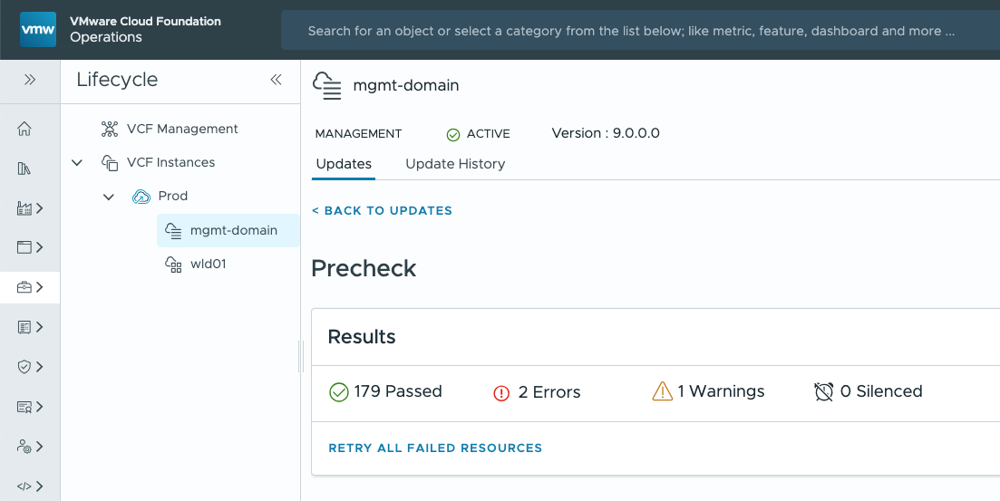 vmw
VMware Cloud Foundation
Operations
Search for an object or select a category from the list below; like metric, feature, dashboard and more ...
Lifecycle
VCF Management
VCF Instances
Prod
mgmt-domain
wld01
mgmt-domain
MANAGEMENT ACTIVE Version : 9.0.0.0
Updates Update History
< BACK TO UPDATES
Precheck
Results
179 Passed 2 Errors 1 Warnings 0 Silenced
RETRY ALL FAILED RESOURCES